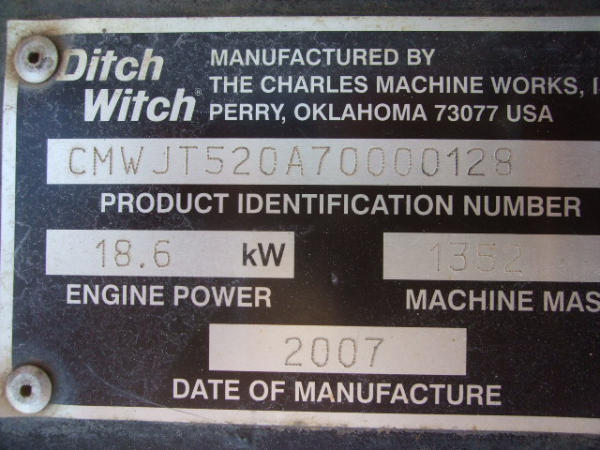 Ditch Witch®
MANUFACTURED BY
THE CHARLES MACHINE WORKS, I
PERRY, OKLAHOMA 73077 USA
CMWJT520A70000128
PRODUCT IDENTIFICATION NUMBER
18.6 kW
1352
ENGINE POWER
MACHINE MAS
2007
DATE OF MANUFACTURE